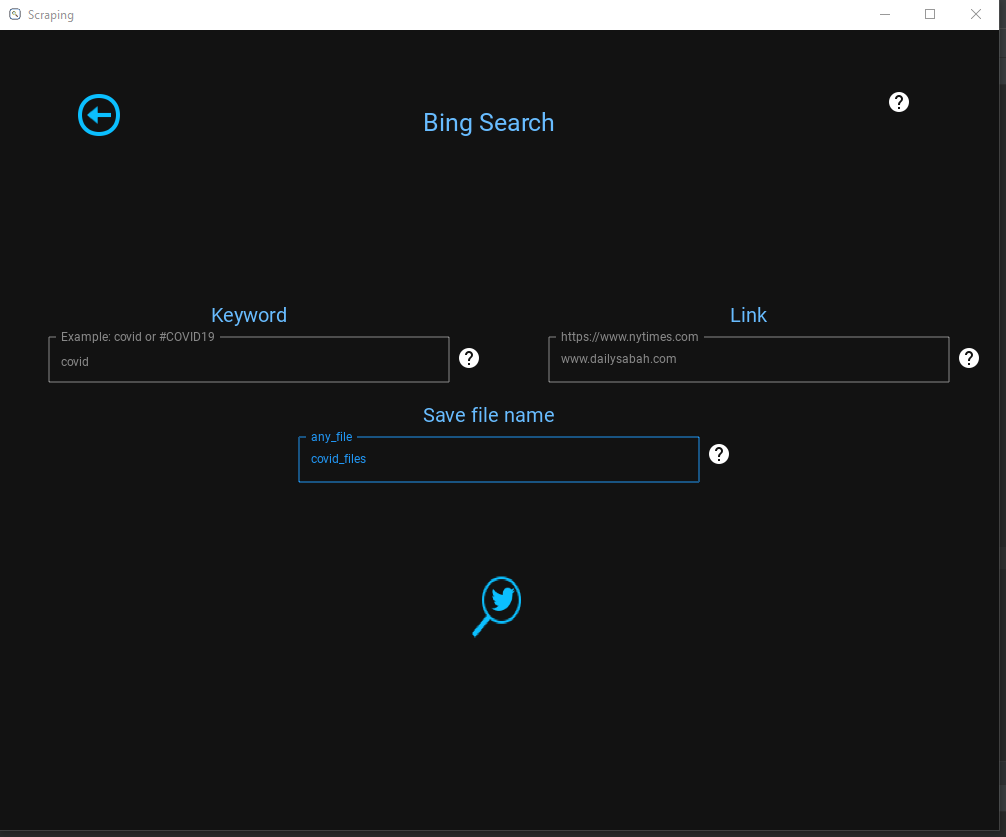 Scraping
Bing Search
Keyword
Link
Example: covid or #COVID19
https://www.nytimes.com
covid
www.dailysabah.com
Save file name
any_file
covid_files